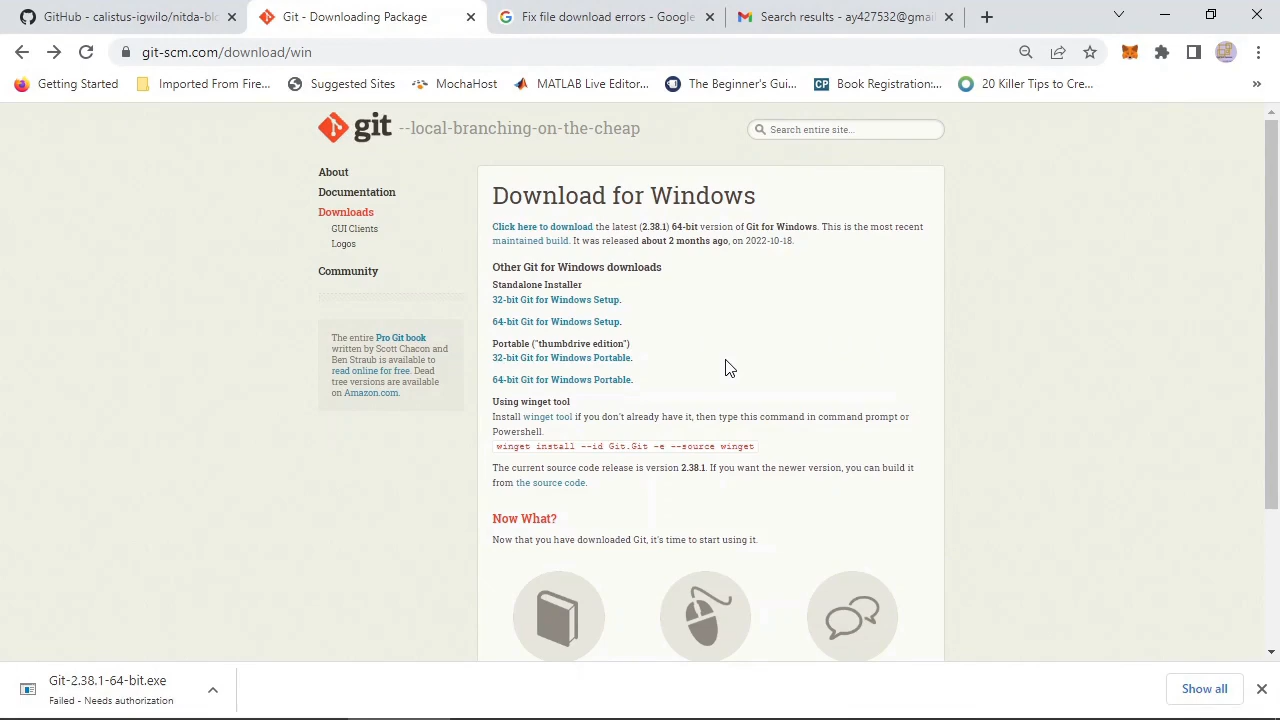 GitHub - calistus-igwilo/nitda-blo
Git - Downloading Package
Fix file download errors - Google
Search results - ay427532@gmail
git-scm.com/download/win
Getting Started
Imported From Fire...
Suggested Sites
MochaHost
MATLAB Live Editor...
The Beginner's Gui...
CP Book Registration:...
20 Killer Tips to Cre...
»
git --local-branching-on-the-cheap
Search entire site...
About
Documentation
Downloads
GUI Clients
Logos
Community
The entire Pro Git book
written by Scott Chacon and
Ben Straub is available to
read online for free. Dead
tree versions are available
on Amazon.com.
Download for Windows
Click here to download the latest (2.38.1) 64-bit version of Git for Windows. This is the most recent
maintained build. It was released about 2 months ago, on 2022-10-18.
Other Git for Windows downloads
Standalone Installer
32-bit Git for Windows Setup.
64-bit Git for Windows Setup.
Portable ("thumbdrive edition")
32-bit Git for Windows Portable.
64-bit Git for Windows Portable.
Using winget tool
Install winget tool if you don't already have it, then type this command in command prompt or
Powershell.
winget install --id Git.Git -e --source winget
The current source code release is version 2.38.1. If you want the newer version, you can build it
from the source code.
Now What?
Now that you have downloaded Git, it's time to start using it.
Git-2.38.1-64-bit.exe
Failed - Needs authorization
Show all